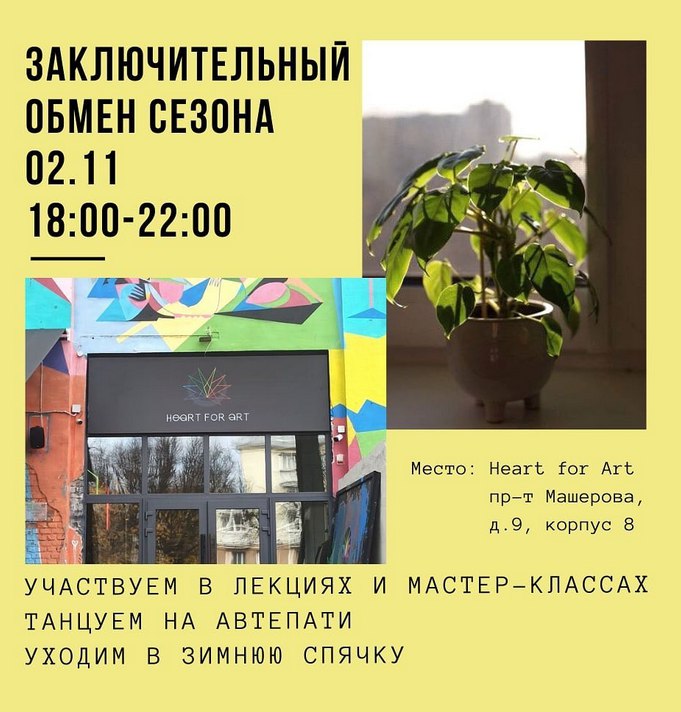 ЗАКЛЮЧИТЕЛЬНЫЙ
ОБМЕН СЕЗОНА
02.11
18:00-22:00
HEART FOR ART
Место: Heart for Art
пр-т Машерова,
д.9, корпус 8
УЧАСТВУЕМ В ЛЕКЦИЯХ И МАСТЕР-КЛАССАХ
ТАНЦУЕМ НА АВТЕПАТИ
УХОДИМ В ЗИМНЮЮ СПЯЧКУ